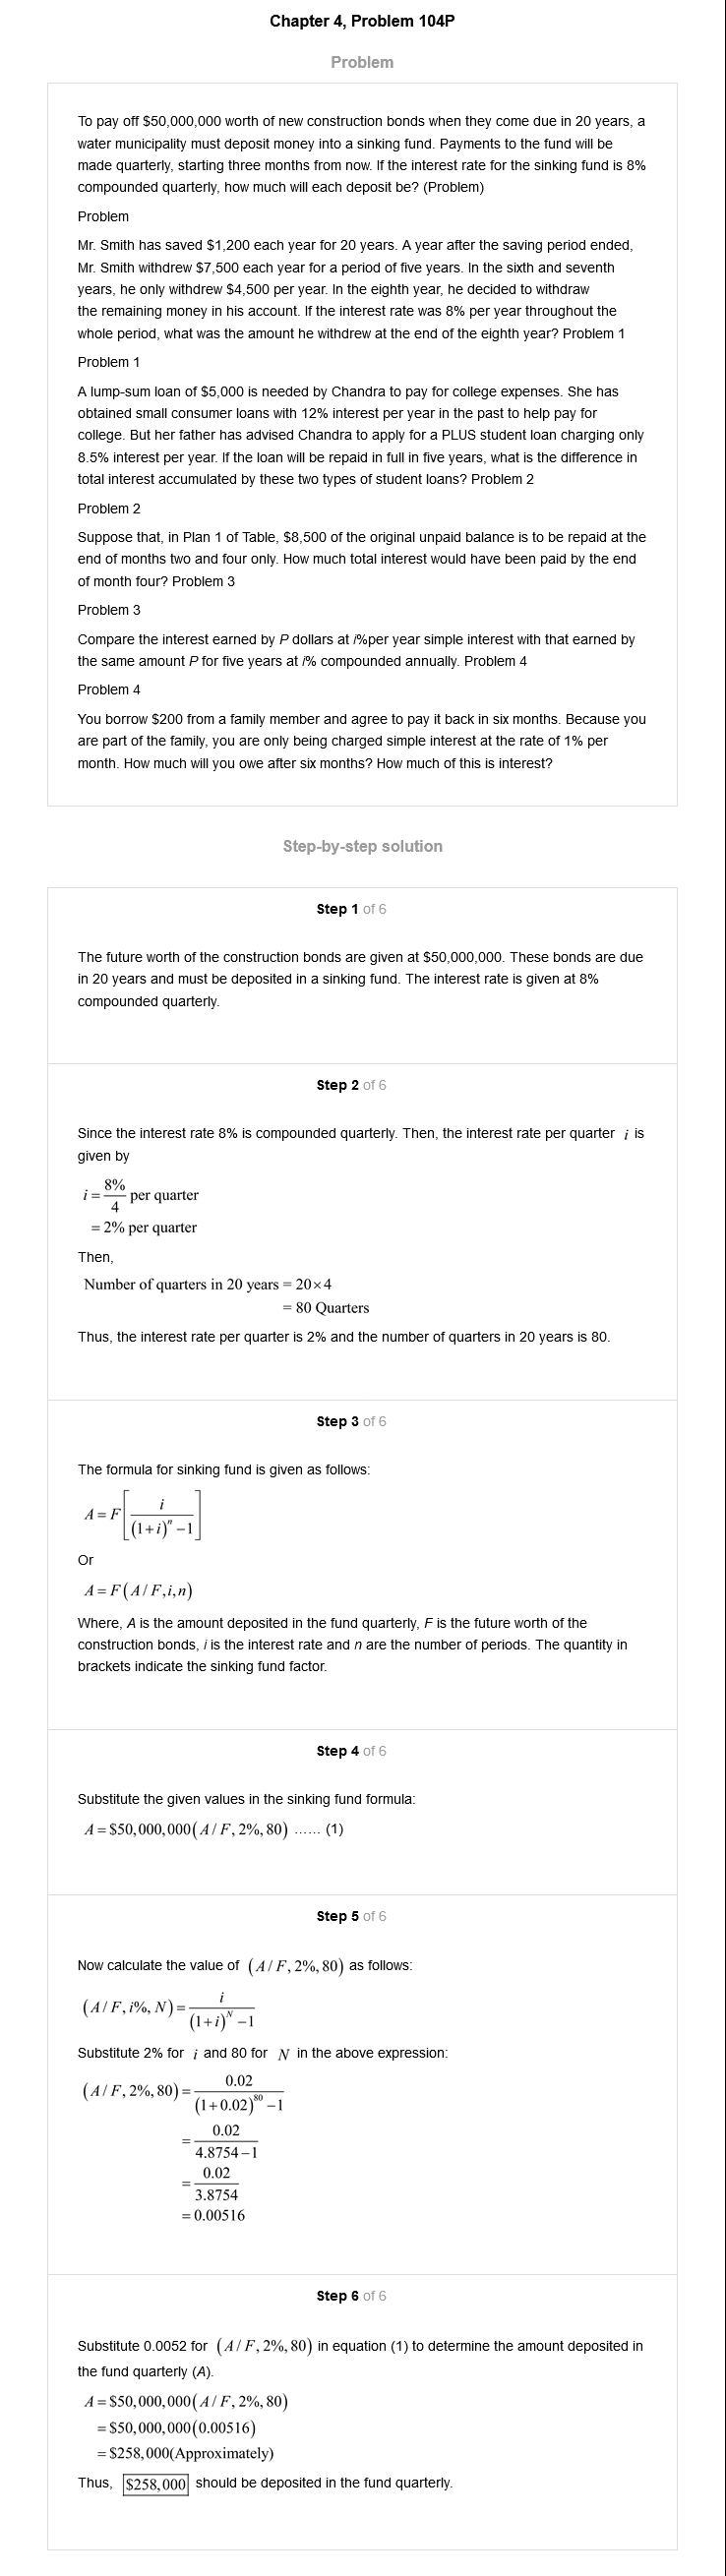 Chapter 4, Problem 104P
Problem
To pay off $50,000,000 worth of new construction bonds when they come due in 20 years, a
water municipality must deposit money into a sinking fund. Payments to the fund will be
made quarterly, starting three months from now. If the interest rate for the sinking fund is 8%
compounded quarterly, how much will each deposit be? (Problem)
Problem
Mr. Smith has saved $1,200 each year for 20 years. A year after the saving period ended,
Mr. Smith withdrew $7,500 each year for a period of five years. In the sixth and seventh
years, he only withdrew $4,500 per year. In the eighth year, he decided to withdraw
the remaining money in his account. If the interest rate was 8% per year throughout the
whole period, what was the amount he withdrew at the end of the eighth year? Problem 1
Problem 1
A lump-sum loan of $5,000 is needed by Chandra to pay for college expenses. She has
obtained small consumer loans with 12% interest per year in the past to help pay for
college. But her father has advised Chandra to apply for a PLUS student loan charging only
8.5% interest per year. If the loan will be repaid in full in five years, what is the difference in
total interest accumulated by these two types of student loans? Problem 2
Problem 2
Suppose that, in Plan 1 of Table, $8,500 of the original unpaid balance is to be repaid at the
end of months two and four only. How much total interest would have been paid by the end
of month four? Problem 3
Problem 3
Compare the interest earned by P dollars at i%per year simple interest with that earned by
the same amount P for five years at i% compounded annually. Problem 4
Problem 4
You borrow $200 from a family member and agree to pay it back in six months. Because you
are part of the family, you are only being charged simple interest at the rate of 1% per
month. How much will you owe after six months? How much of this is interest?
Step-by-step solution
Step 1 of 6
The future worth of the construction bonds are given at $50,000,000. These bonds are due
in 20 years and must be deposited in a sinking fund. The interest rate is given at 8%
compounded quarterly.
Step 2 of 6
Since the interest rate 8% is compounded quarterly. Then, the interest rate per quarter i is
given by
i = 8%/4 per quarter
= 2% per quarter
Then,
Number of quarters in 20 years = 20×4
= 80 Quarters
Thus, the interest rate per quarter is 2% and the number of quarters in 20 years is 80.
Step 3 of 6
The formula for sinking fund is given as follows:
A = F[i/((1+i)^n −1)]
Or
A = F(A/F,i,n)
Where, A is the amount deposited in the fund quarterly, F is the future worth of the
construction bonds, i is the interest rate and n are the number of periods. The quantity in
brackets indicate the sinking fund factor.
Step 4 of 6
Substitute the given values in the sinking fund formula:
A = $50,000,000(A/F, 2%, 80) ...... (1)
Step 5 of 6
Now calculate the value of (A/F, 2%, 80) as follows:
(A/F, i%, N) = i/((1+i)^N −1)
Substitute 2% for i and 80 for N in the above expression:
(A/F, 2%, 80) = 0.02/((1+0.02)^80 −1)
= 0.02/(4.8754−1)
= 0.02/3.8754
= 0.00516
Step 6 of 6
Substitute 0.0052 for (A/F, 2%, 80) in equation (1) to determine the amount deposited in
the fund quarterly (A).
A = $50,000,000(A/F, 2%, 80)
= $50,000,000(0.00516)
= $258,000(Approximately)
Thus, $258,000 should be deposited in the fund quarterly.